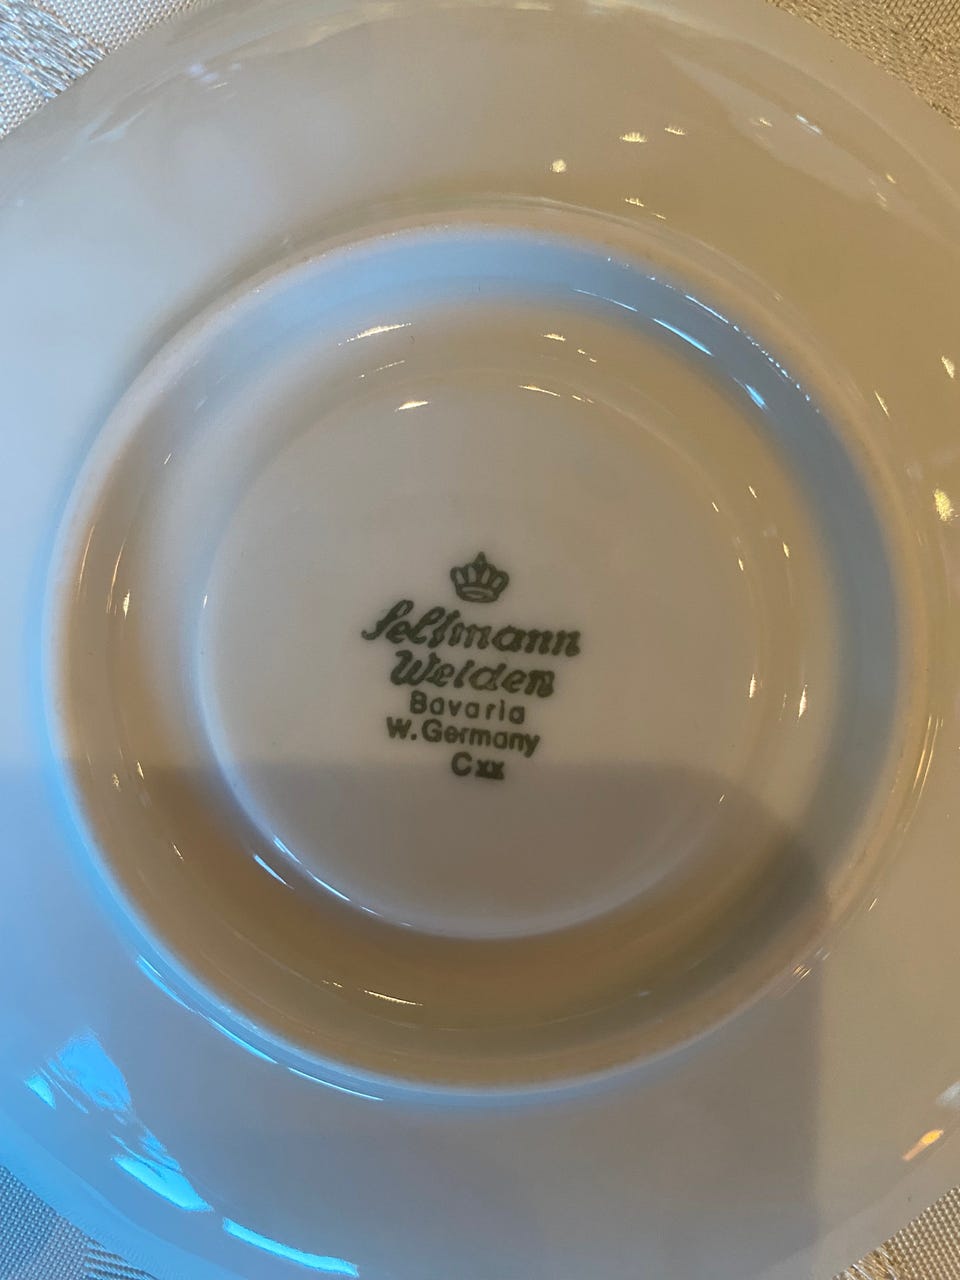 Seltmann
Weiden
Bavaria
W. Germany
Cxx